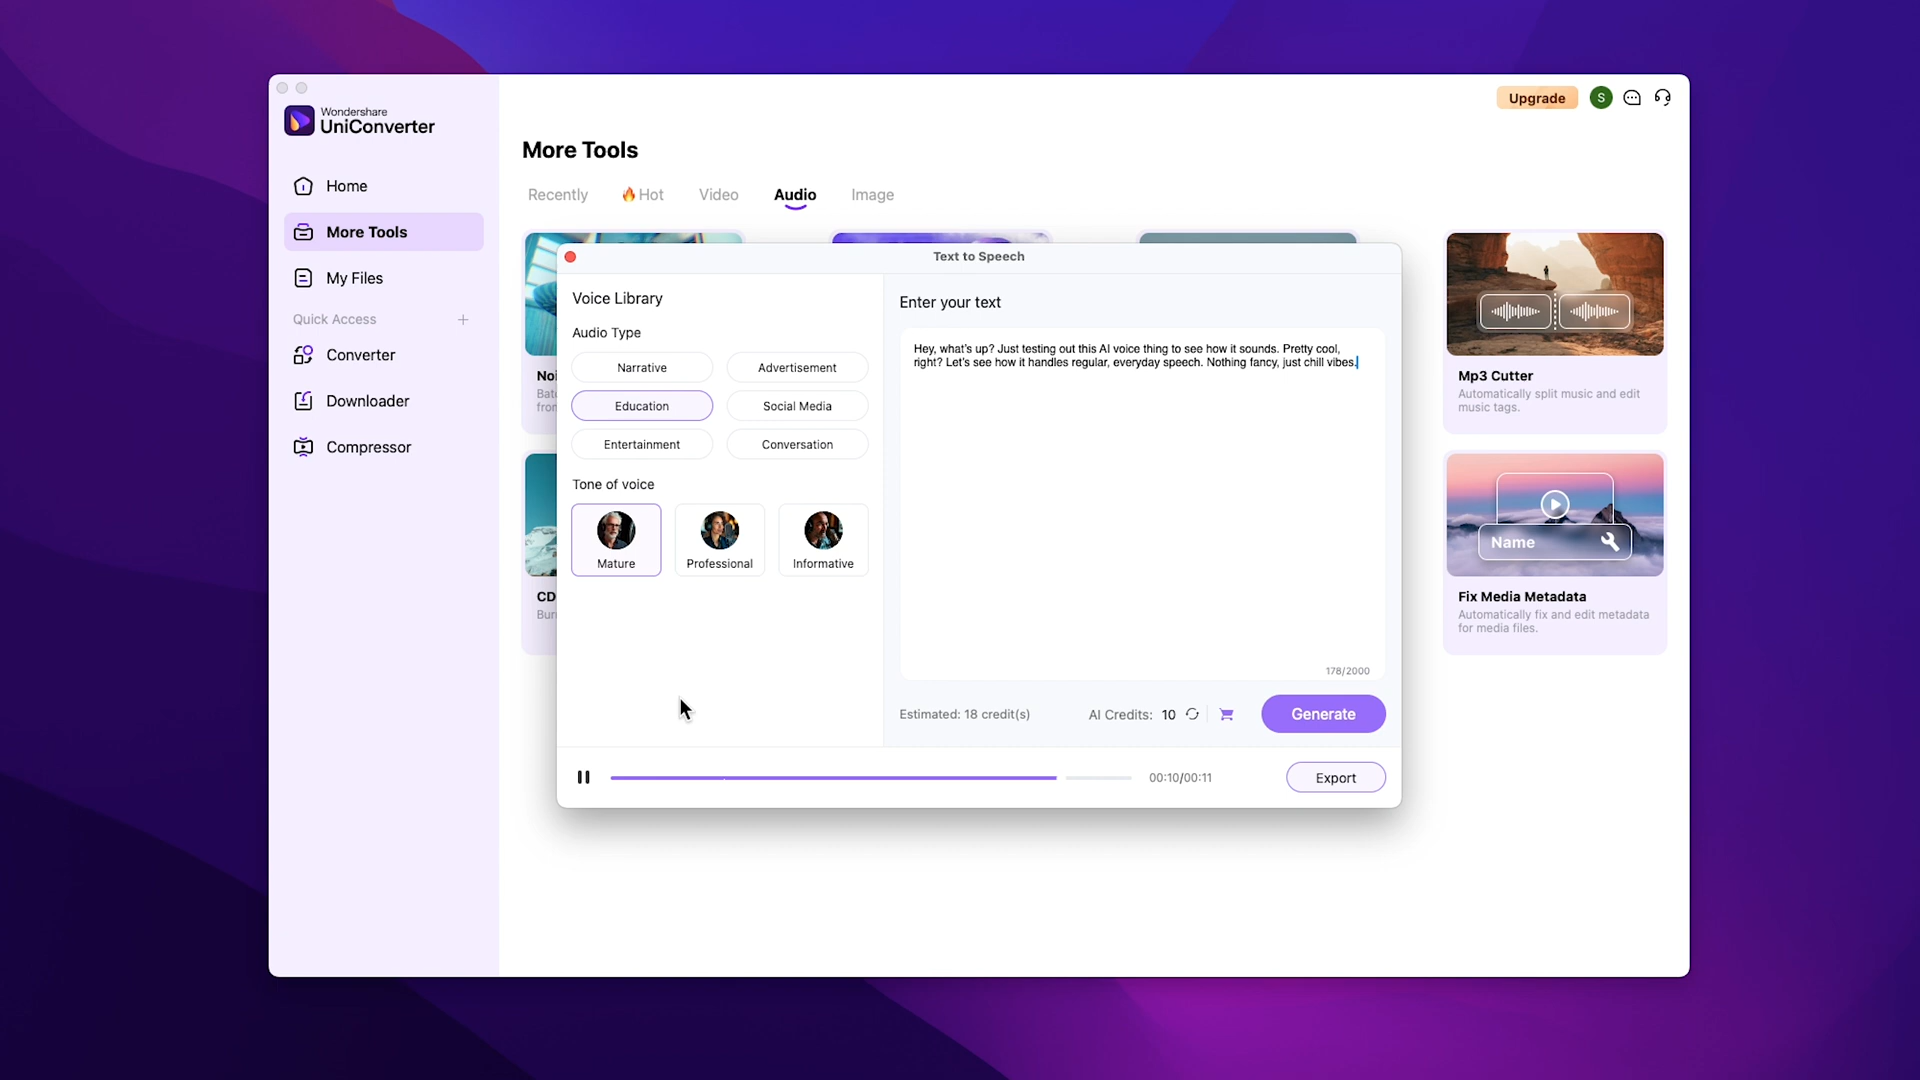 Wondershare
UniConverter
Home
More Tools
My Files
Quick Access
Converter
Downloader
Compressor
Upgrade
S
More Tools
Recently
Hot
Video
Audio
Image
Text to Speech
Voice Library
Audio Type
Narrative
Advertisement
Education
Social Media
Entertainment
Conversation
Tone of voice
Mature
Professional
Informative
Enter your text
Hey, what's up? Just testing out this AI voice thing to see how it sounds. Pretty cool,
right? Let's see how it handles regular, everyday speech. Nothing fancy, just chill vibes.
178/2000
Estimated: 18 credit(s)
AI Credits: 10
Generate
00:10/00:11
Export
Mp3 Cutter
Automatically split music and edit
music tags.
Name
Fix Media Metadata
Automatically fix and edit metadata
for media files.
CD